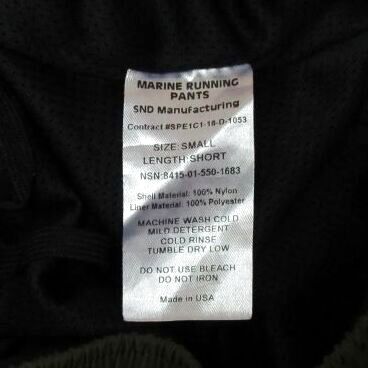 MARINE RUNNING
PANTS
SND Manufacturing
Contract #SPE1C1-18-D-1053
SIZE: SMALL
LENGTH: SHORT
NSN: 8415-01-550-1683
Shell Material: 100% Nylon
Liner Material: 100% Polyester
MACHINE WASH COLD
MILD DETERGENT
COLD RINSE
TUMBLE DRY LOW
DO NOT USE BLEACH
DO NOT IRON
Made in USA